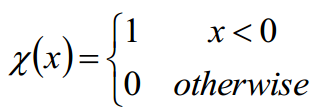 χ(x) = { 1 x < 0
0 otherwise